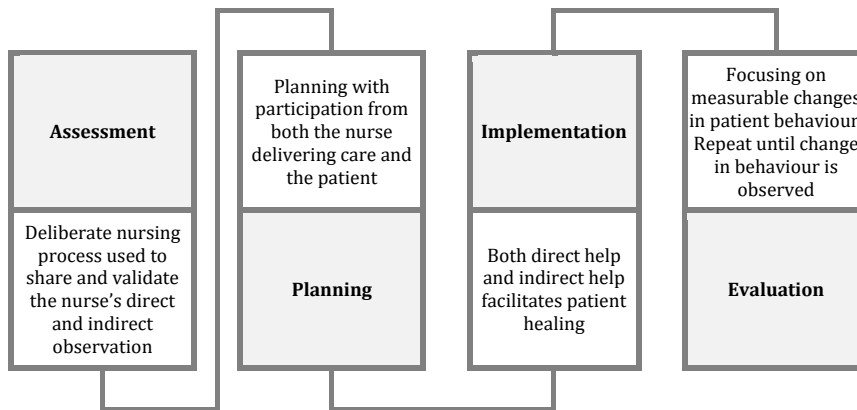 Assessment
Deliberate nursing
process used to
share and validate
the nurse’s direct
and indirect
observation
Planning with
participation from
both the nurse
delivering care and
the patient
Planning
Implementation
Both direct help
and indirect help
facilitates patient
healing
Focusing on
measurable changes
in patient behaviour
Repeat until change
in behaviour is
observed
Evaluation